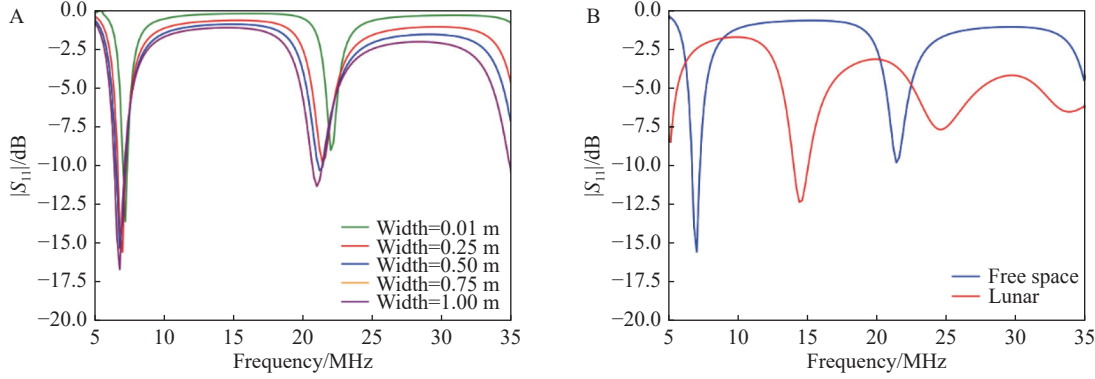 A
0.0
−2.5
−5.0
−7.5
−10.0
−12.5
−15.0
−17.5
−20.0
|S₁₁|/dB
5 10 15 20 25 30 35
Frequency/MHz
Width=0.01 m
Width=0.25 m
Width=0.50 m
Width=0.75 m
Width=1.00 m
B
0.0
−2.5
−5.0
−7.5
−10.0
−12.5
−15.0
−17.5
−20.0
|S₁₁|/dB
5 10 15 20 25 30 35
Frequency/MHz
Free space
Lunar